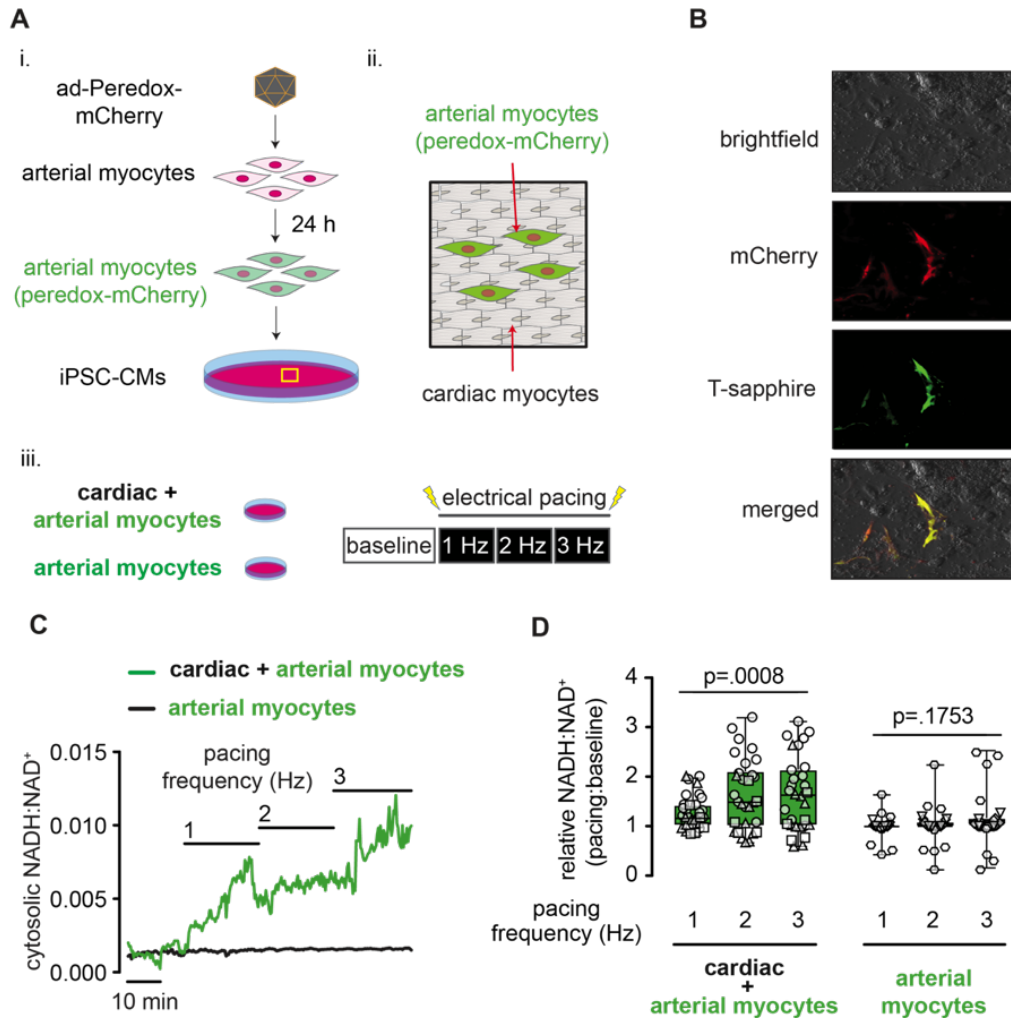 A
i.
ad-Peredox-
mCherry
arterial myocytes
24 h
arterial myocytes
(peredox-mCherry)
iPSC-CMs
ii.
arterial myocytes
(peredox-mCherry)
cardiac myocytes
iii.
cardiac +
arterial myocytes
arterial myocytes
electrical pacing
baseline
1 Hz
2 Hz
3 Hz
B
brightfield
mCherry
T-sapphire
merged
C
cardiac + arterial myocytes
arterial myocytes
cytosolic NADH:NAD⁺
0.015
0.010
0.005
0.000
pacing
frequency (Hz)
1
2
3
10 min
D
relative NADH:NAD⁺
(pacing:baseline)
4
3
2
1
0
p=.0008
p=.1753
pacing
frequency (Hz)
1 2 3
1 2 3
cardiac
+
arterial myocytes
arterial
myocytes